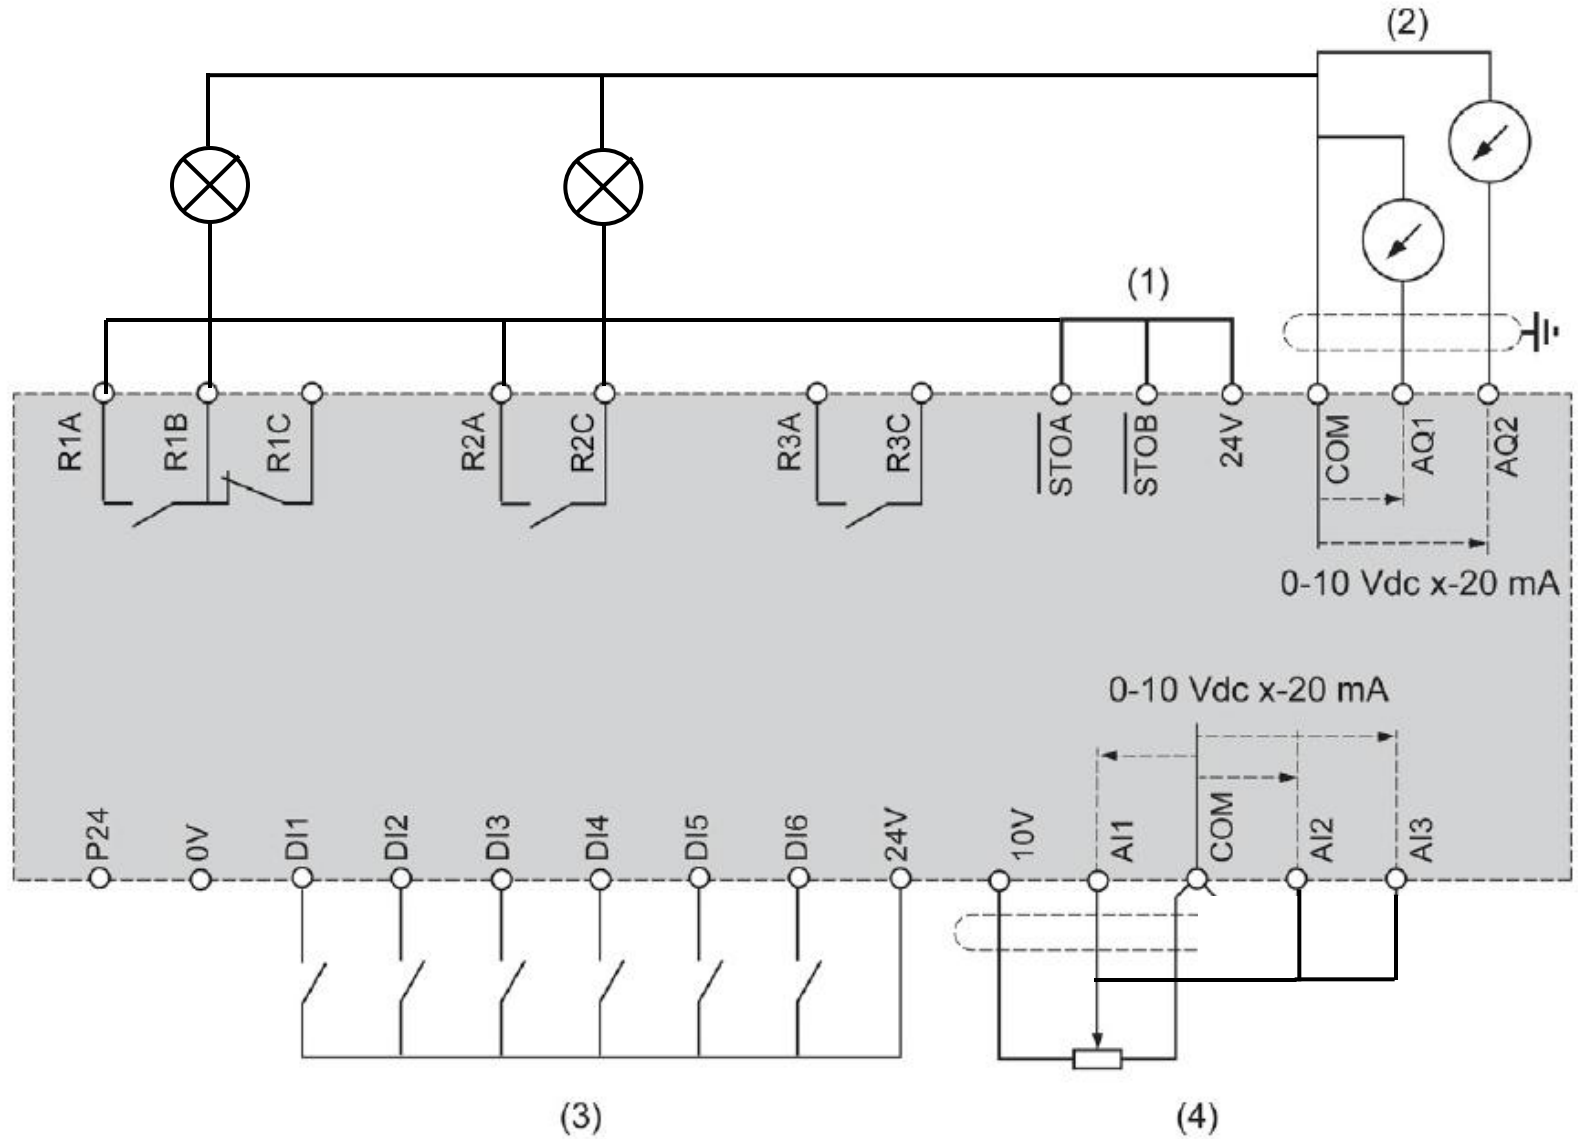 (2)
(1)
R1A
R1B
R1C
R2A
R2C
R3A
R3C
STOA
STOB
24V
COM
AQ1
AQ2
0-10 Vdc x-20 mA
0-10 Vdc x-20 mA
P24
0V
DI1
DI2
DI3
DI4
DI5
DI6
24V
10V
AI1
COM
AI2
AI3
(3)
(4)